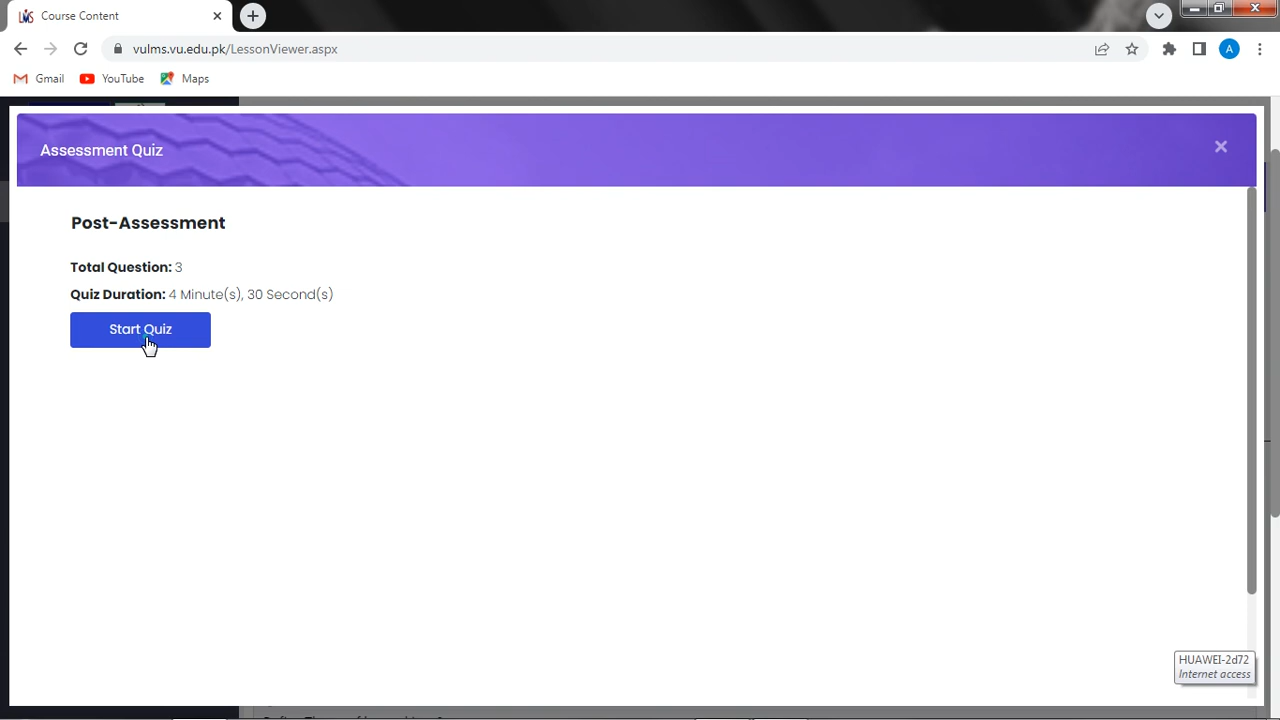 Course Content
vulms.vu.edu.pk/LessonViewer.aspx
A
Gmail
YouTube
Maps
Assessment Quiz
Post-Assessment
Total Question: 3
Quiz Duration: 4 Minute(s), 30 Second(s)
Start Quiz
HUAWEI-2d72
Internet access